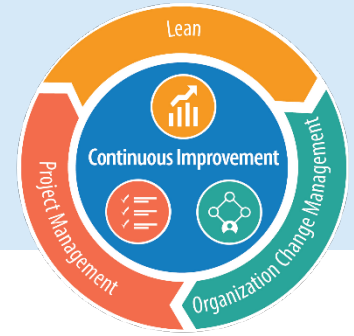 Lean
Continuous Improvement
Project Management
Organization Change Management